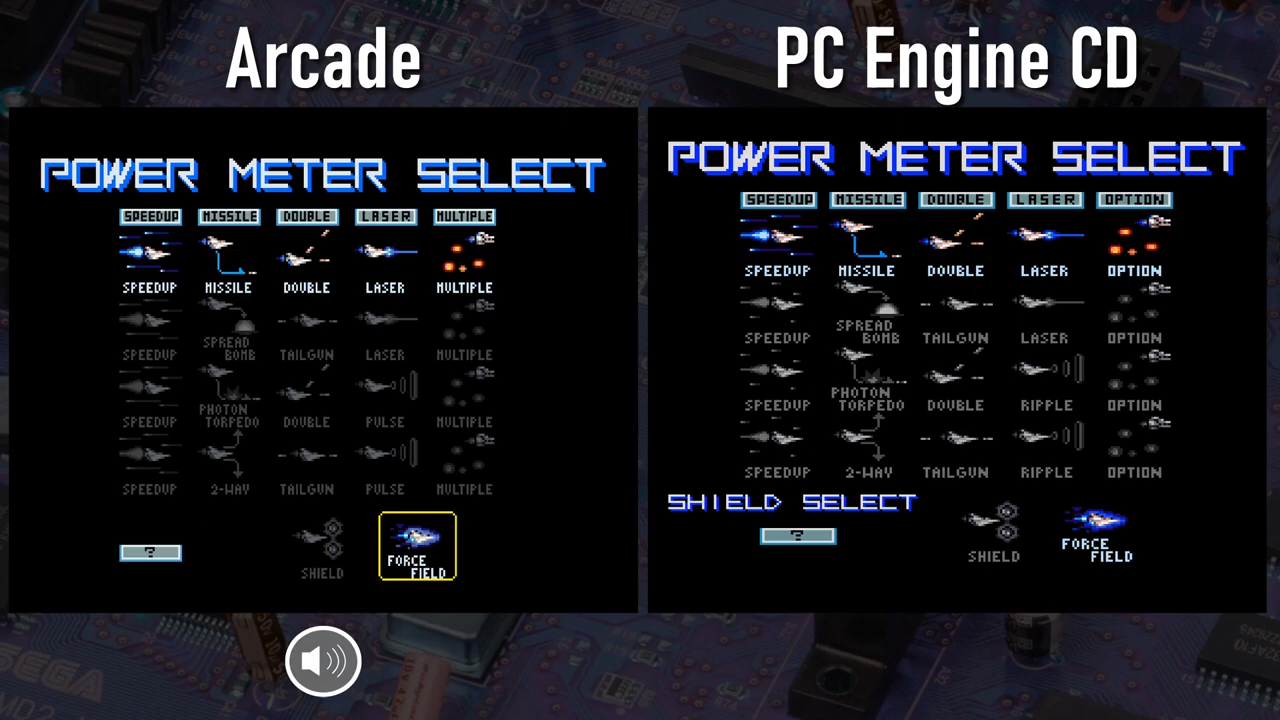 Arcade
PC Engine CD
POWER METER SELECT
SPEEDUP MISSILE DOUBLE LASER MULTIPLE
SPEEDUP MISSILE DOUBLE LASER MULTIPLE
SPEEDUP SPREAD BOMB TAILGUN LASER MULTIPLE
SPEEDUP PHOTON TORPEDO DOUBLE PULSE MULTIPLE
SPEEDUP 2-WAY TAILGUN PULSE MULTIPLE
? SHIELD FORCE FIELD
POWER METER SELECT
SPEEDUP MISSILE DOUBLE LASER OPTION
SPEEDUP MISSILE DOUBLE LASER OPTION
SPEEDUP SPREAD BOMB TAILGUN LASER OPTION
SPEEDUP PHOTON TORPEDO DOUBLE RIPPLE OPTION
SPEEDUP 2-WAY TAILGUN RIPPLE OPTION
SHIELD SELECT
? SHIELD FORCE FIELD
SEGA